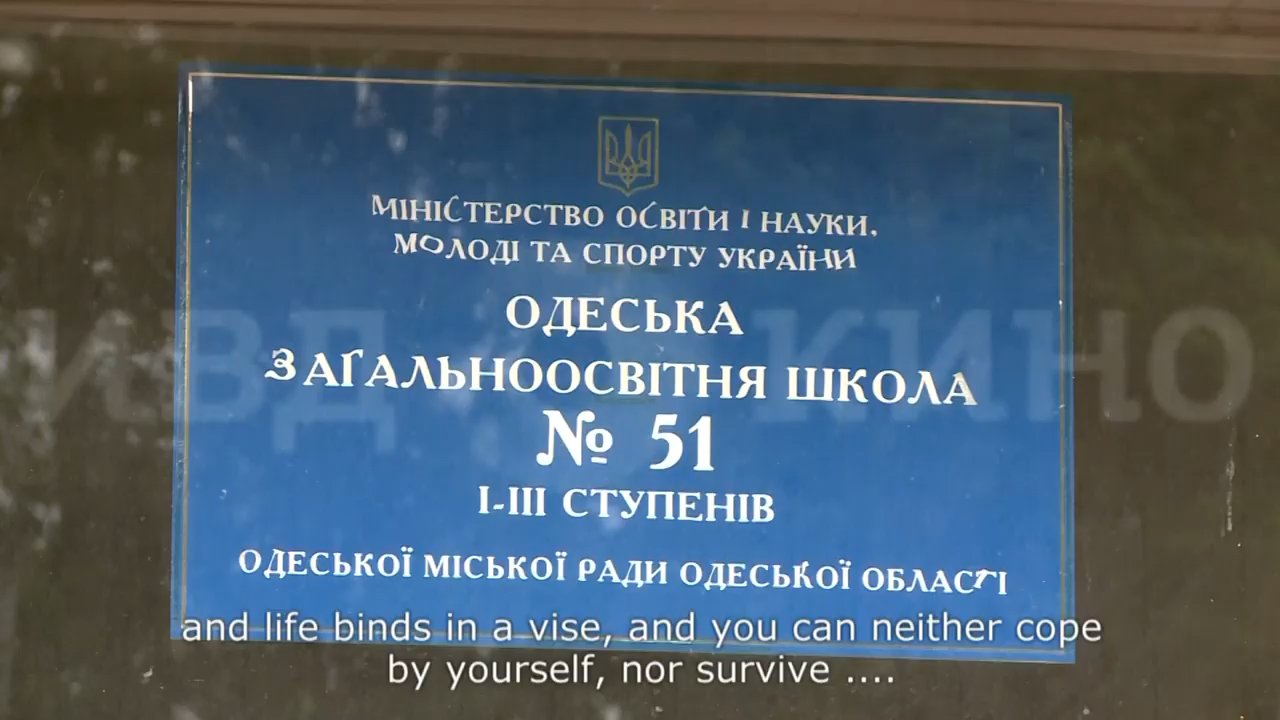 МІНІСТЕРСТВО ОСВІТИ І НАУКИ,
МОЛОДІ ТА СПОРТУ УКРАЇНИ
ОДЕСЬКА
ЗАГАЛЬНООСВІТНЯ ШКОЛА
№ 51
І-ІІІ СТУПЕНІВ
ОДЕСЬКОЇ МІСЬКОЇ РАДИ ОДЕСЬКОЇ ОБЛАСТІ
and life binds in a vise, and you can neither cope
by yourself, nor survive ....
КИНО